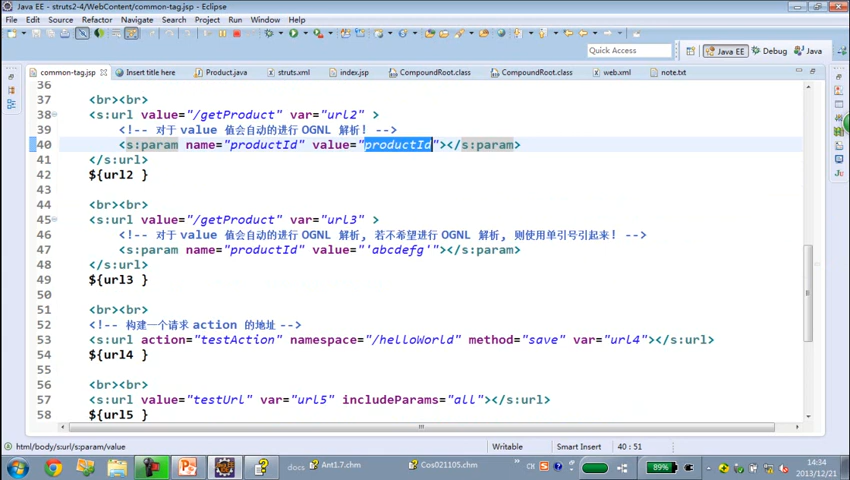 Java EE - struts2-4/WebContent/common-tag.jsp - Eclipse
File Edit Source Refactor Navigate Search Project Run Window Help
Quick Access
Java EE
Debug
Java
common-tag.jsp
Insert title here
Product.java
struts.xml
index.jsp
CompoundRoot.class
CompoundRoot.class
web.xml
note.txt
36
37 <br><br>
38 <s:url value="/getProduct" var="url2" >
39 <!-- 对于 value 值会自动的进行 OGNL 解析! -->
40 <s:param name="productId" value="productId"></s:param>
41 </s:url>
42 ${url2 }
43
44 <br><br>
45 <s:url value="/getProduct" var="url3" >
46 <!-- 对于 value 值会自动的进行 OGNL 解析, 若不希望进行 OGNL 解析, 则使用单引号引起来! -->
47 <s:param name="productId" value="'abcdefg'"></s:param>
48 </s:url>
49 ${url3 }
50
51 <br><br>
52 <!-- 构建一个请求 action 的地址 -->
53 <s:url action="testAction" namespace="/helloWorld" method="save" var="url4"></s:url>
54 ${url4 }
55
56 <br><br>
57 <s:url value="testUrl" var="url5" includeParams="all"></s:url>
58 ${url5 }
html/body/s:url/s:param/value
Writable
Smart Insert
40 : 51
docs
Ant1.7.chm
Cos021105.chm
CH
89%
14:34
2013/12/21